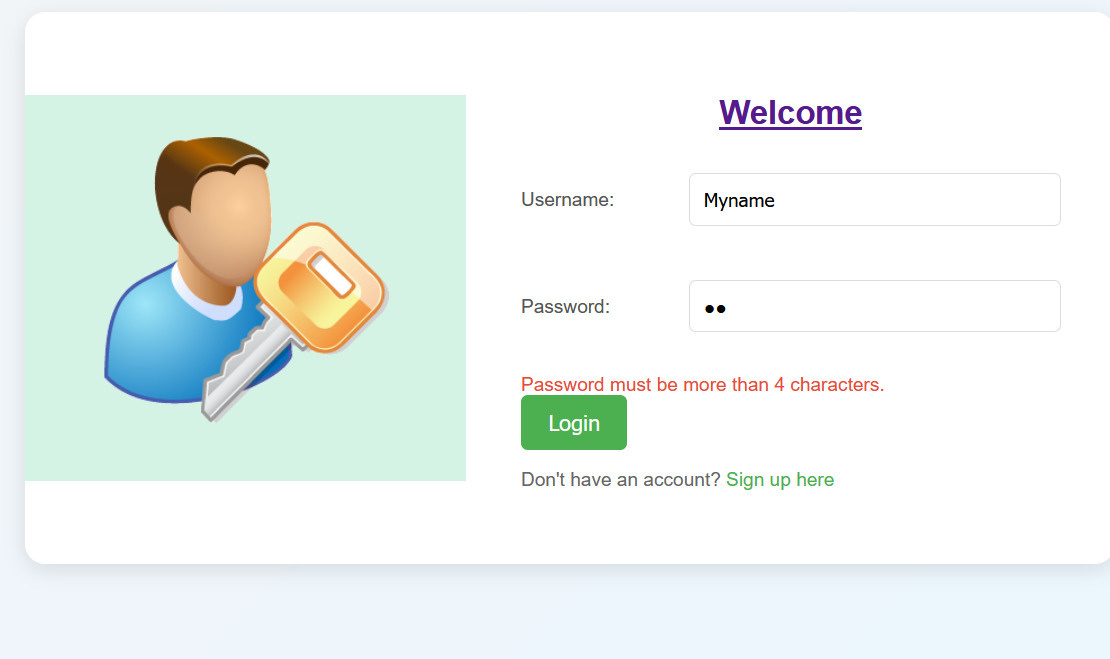 Welcome
Username:
Myname
Password:
●●
Password must be more than 4 characters.
Login
Don't have an account? Sign up here